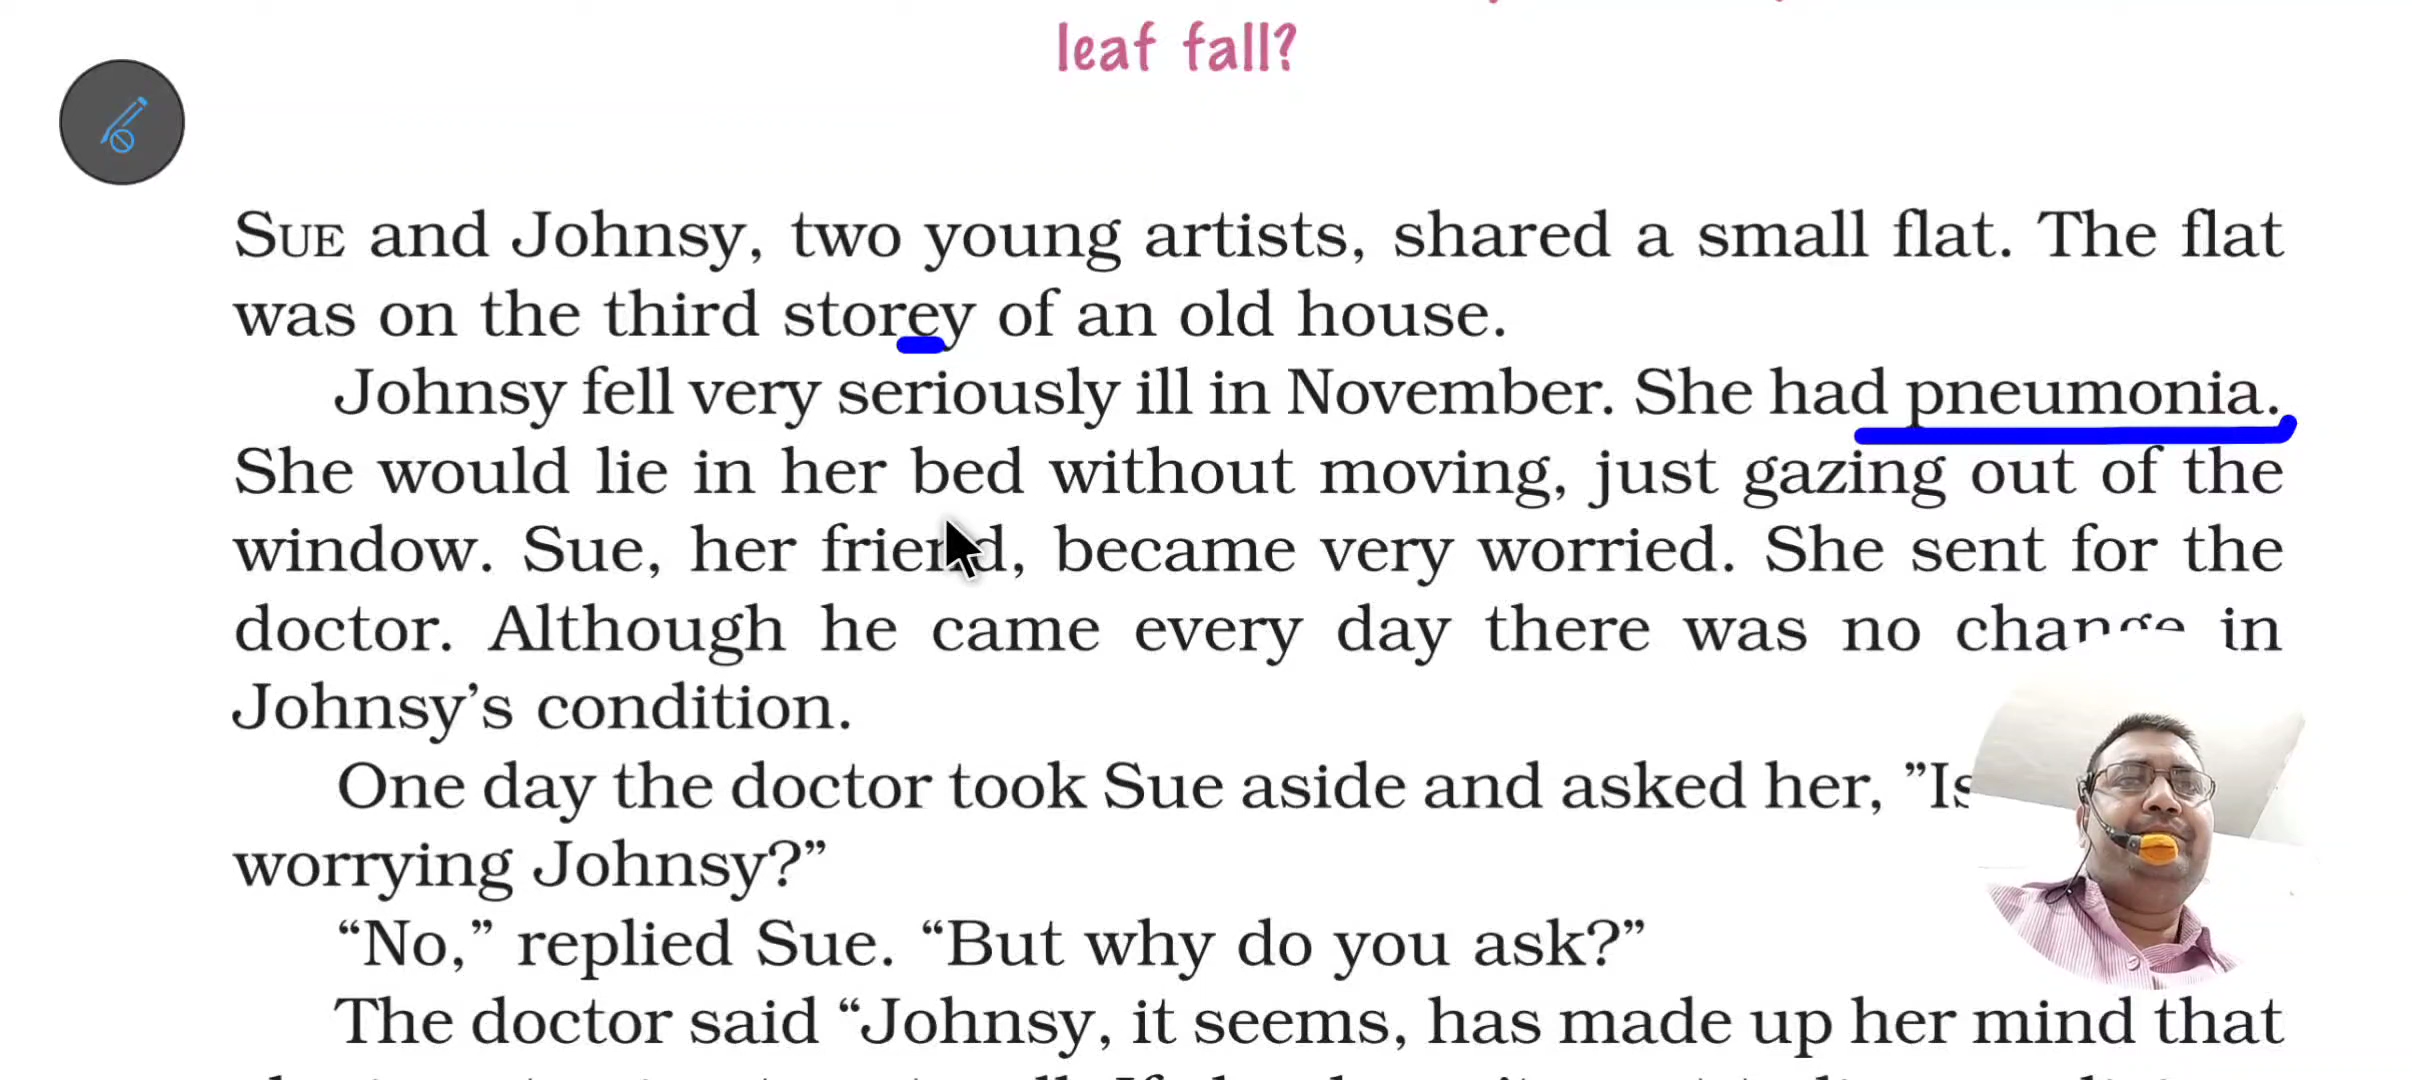 leaf fall?
SUE and Johnsy, two young artists, shared a small flat. The flat
was on the third storey of an old house.
Johnsy fell very seriously ill in November. She had pneumonia.
She would lie in her bed without moving, just gazing out of the
window. Sue, her friend, became very worried. She sent for the
doctor. Although he came every day there was no change in
Johnsy’s condition.
One day the doctor took Sue aside and asked her, ”Is
worrying Johnsy?”
“No,” replied Sue. “But why do you ask?”
The doctor said “Johnsy, it seems, has made up her mind that